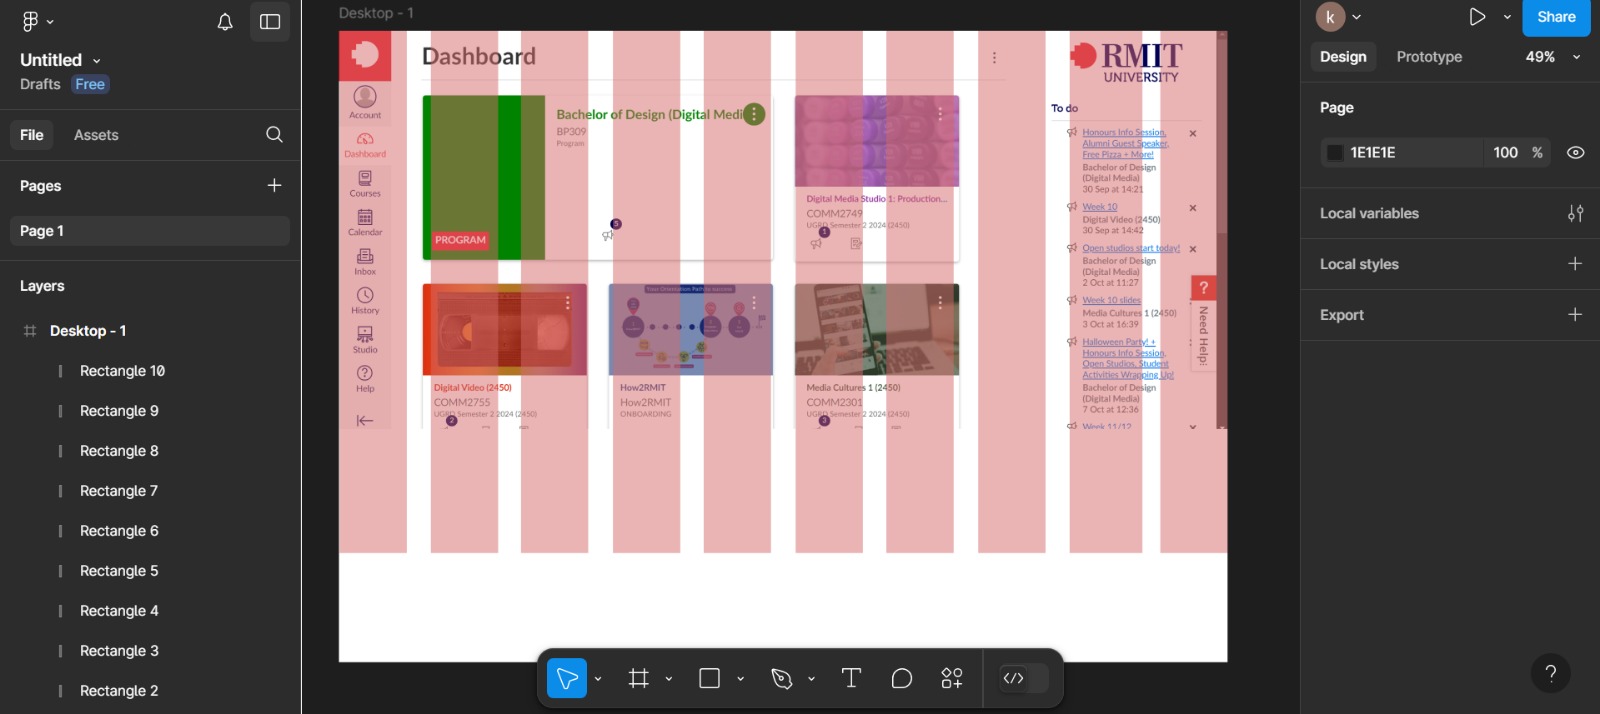 Untitled
Drafts Free
File Assets
Pages
Page 1
Layers
Desktop - 1
Rectangle 10
Rectangle 9
Rectangle 8
Rectangle 7
Rectangle 6
Rectangle 5
Rectangle 4
Rectangle 3
Rectangle 2
Desktop - 1
Account
Dashboard
Courses
Calendar
Inbox
History
Studio
Help
Dashboard
Bachelor of Design (Digital Medi
BP309
Program
PROGRAM
5
Digital Media Studio 1: Production...
COMM2749
UGRD Semester 2 2024 (2450)
1
Digital Video (2450)
COMM2755
UGRD Semester 2 2024 (2450)
2
Your Orientation Path to success
How2RMIT
How2RMIT
ONBOARDING
Media Cultures 1 (2450)
COMM2301
UGRD Semester 2 2024 (2450)
3
RMIT
UNIVERSITY
To do
Honours Info Session,
Alumni Guest Speaker,
Free Pizza + More!
Bachelor of Design
(Digital Media)
30 Sep at 14:21
Week 10
Digital Video (2450)
30 Sep at 14:42
Open studios start today!
Bachelor of Design
(Digital Media)
2 Oct at 11:27
Week 10 slides
Media Cultures 1 (2450)
3 Oct at 16:39
Halloween Party! +
Honours Info Session,
Open Studios, Student
Activities Wrapping Up!
Bachelor of Design
(Digital Media)
7 Oct at 12:36
Week 11/12
?
Need Help?
k
Share
Design Prototype 49%
Page
1E1E1E 100 %
Local variables
Local styles
Export
T
</>
?